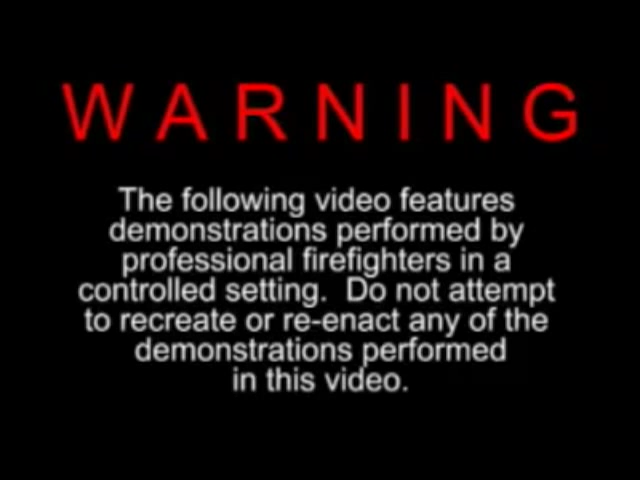 WARNING
The following video features
demonstrations performed by
professional firefighters in a
controlled setting.  Do not attempt
to recreate or re-enact any of the
demonstrations performed
in this video.